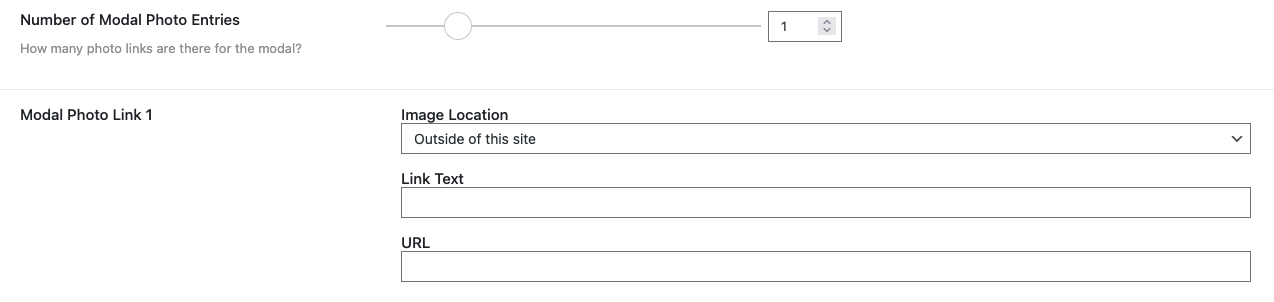 Number of Modal Photo Entries
1
How many photo links are there for the modal?
Modal Photo Link 1
Image Location
Outside of this site
Link Text
URL